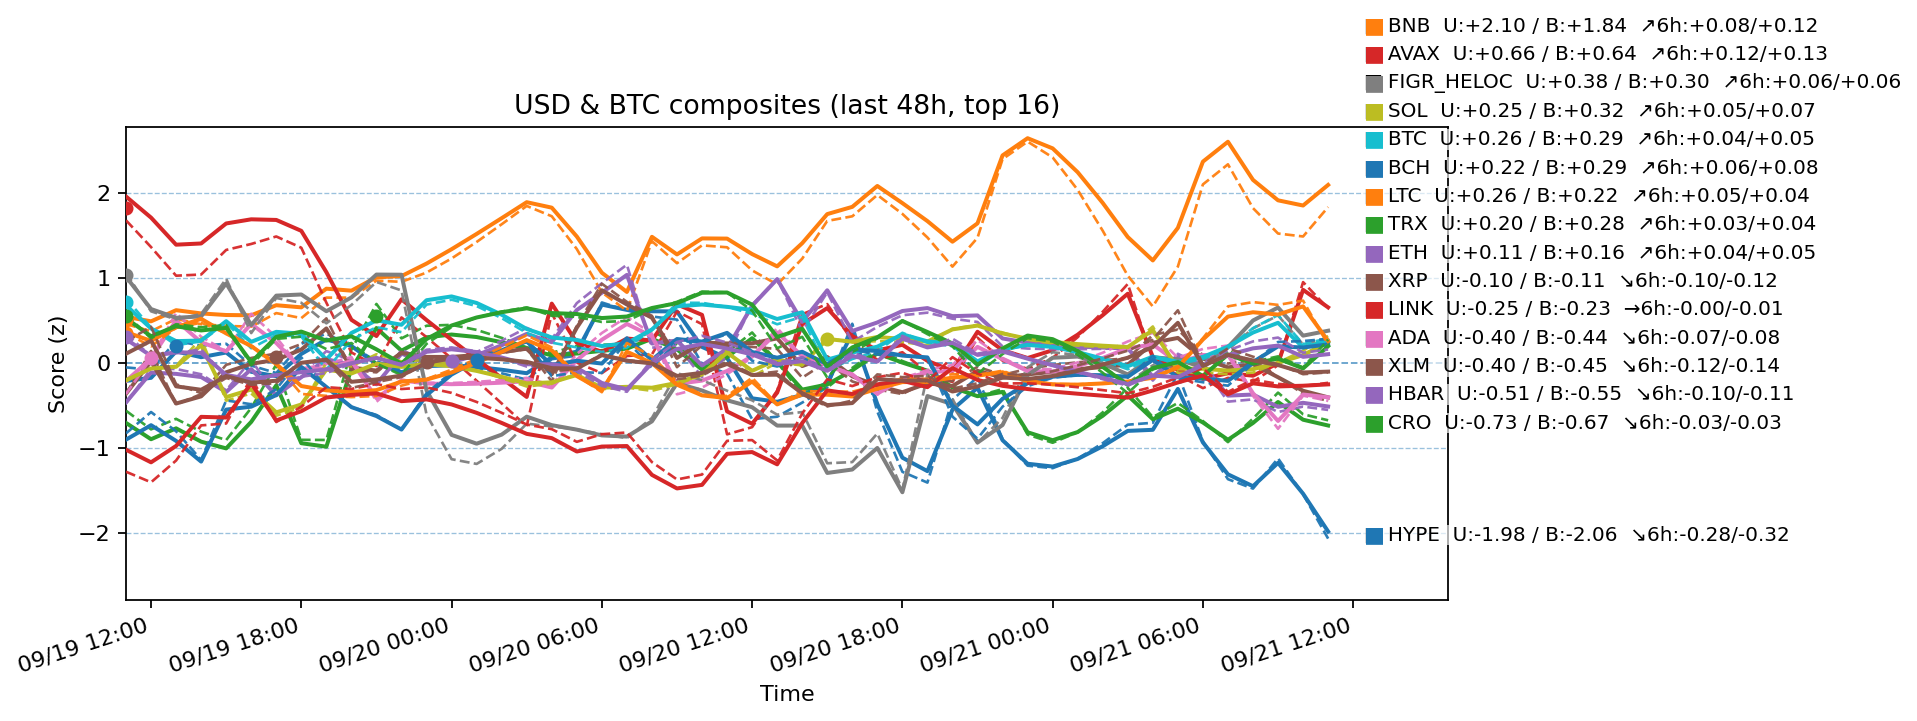 BNB  U:+2.10 / B:+1.84  ↗6h:+0.08/+0.12
AVAX  U:+0.66 / B:+0.64  ↗6h:+0.12/+0.13
FIGR_HELOC  U:+0.38 / B:+0.30  ↗6h:+0.06/+0.06
USD & BTC composites (last 48h, top 16)
SOL  U:+0.25 / B:+0.32  ↗6h:+0.05/+0.07
BTC  U:+0.26 / B:+0.29  ↗6h:+0.04/+0.05
BCH  U:+0.22 / B:+0.29  ↗6h:+0.06/+0.08
LTC  U:+0.26 / B:+0.22  ↗6h:+0.05/+0.04
TRX  U:+0.20 / B:+0.28  ↗6h:+0.03/+0.04
ETH  U:+0.11 / B:+0.16  ↗6h:+0.04/+0.05
XRP  U:-0.10 / B:-0.11  ↘6h:-0.10/-0.12
LINK  U:-0.25 / B:-0.23  →6h:-0.00/-0.01
ADA  U:-0.40 / B:-0.44  ↘6h:-0.07/-0.08
XLM  U:-0.40 / B:-0.45  ↘6h:-0.12/-0.14
HBAR  U:-0.51 / B:-0.55  ↘6h:-0.10/-0.11
CRO  U:-0.73 / B:-0.67  ↘6h:-0.03/-0.03
HYPE  U:-1.98 / B:-2.06  ↘6h:-0.28/-0.32
Score (z)
2
1
0
−1
−2
09/19 12:00
09/19 18:00
09/20 00:00
09/20 06:00
09/20 12:00
09/20 18:00
09/21 00:00
09/21 06:00
09/21 12:00
Time